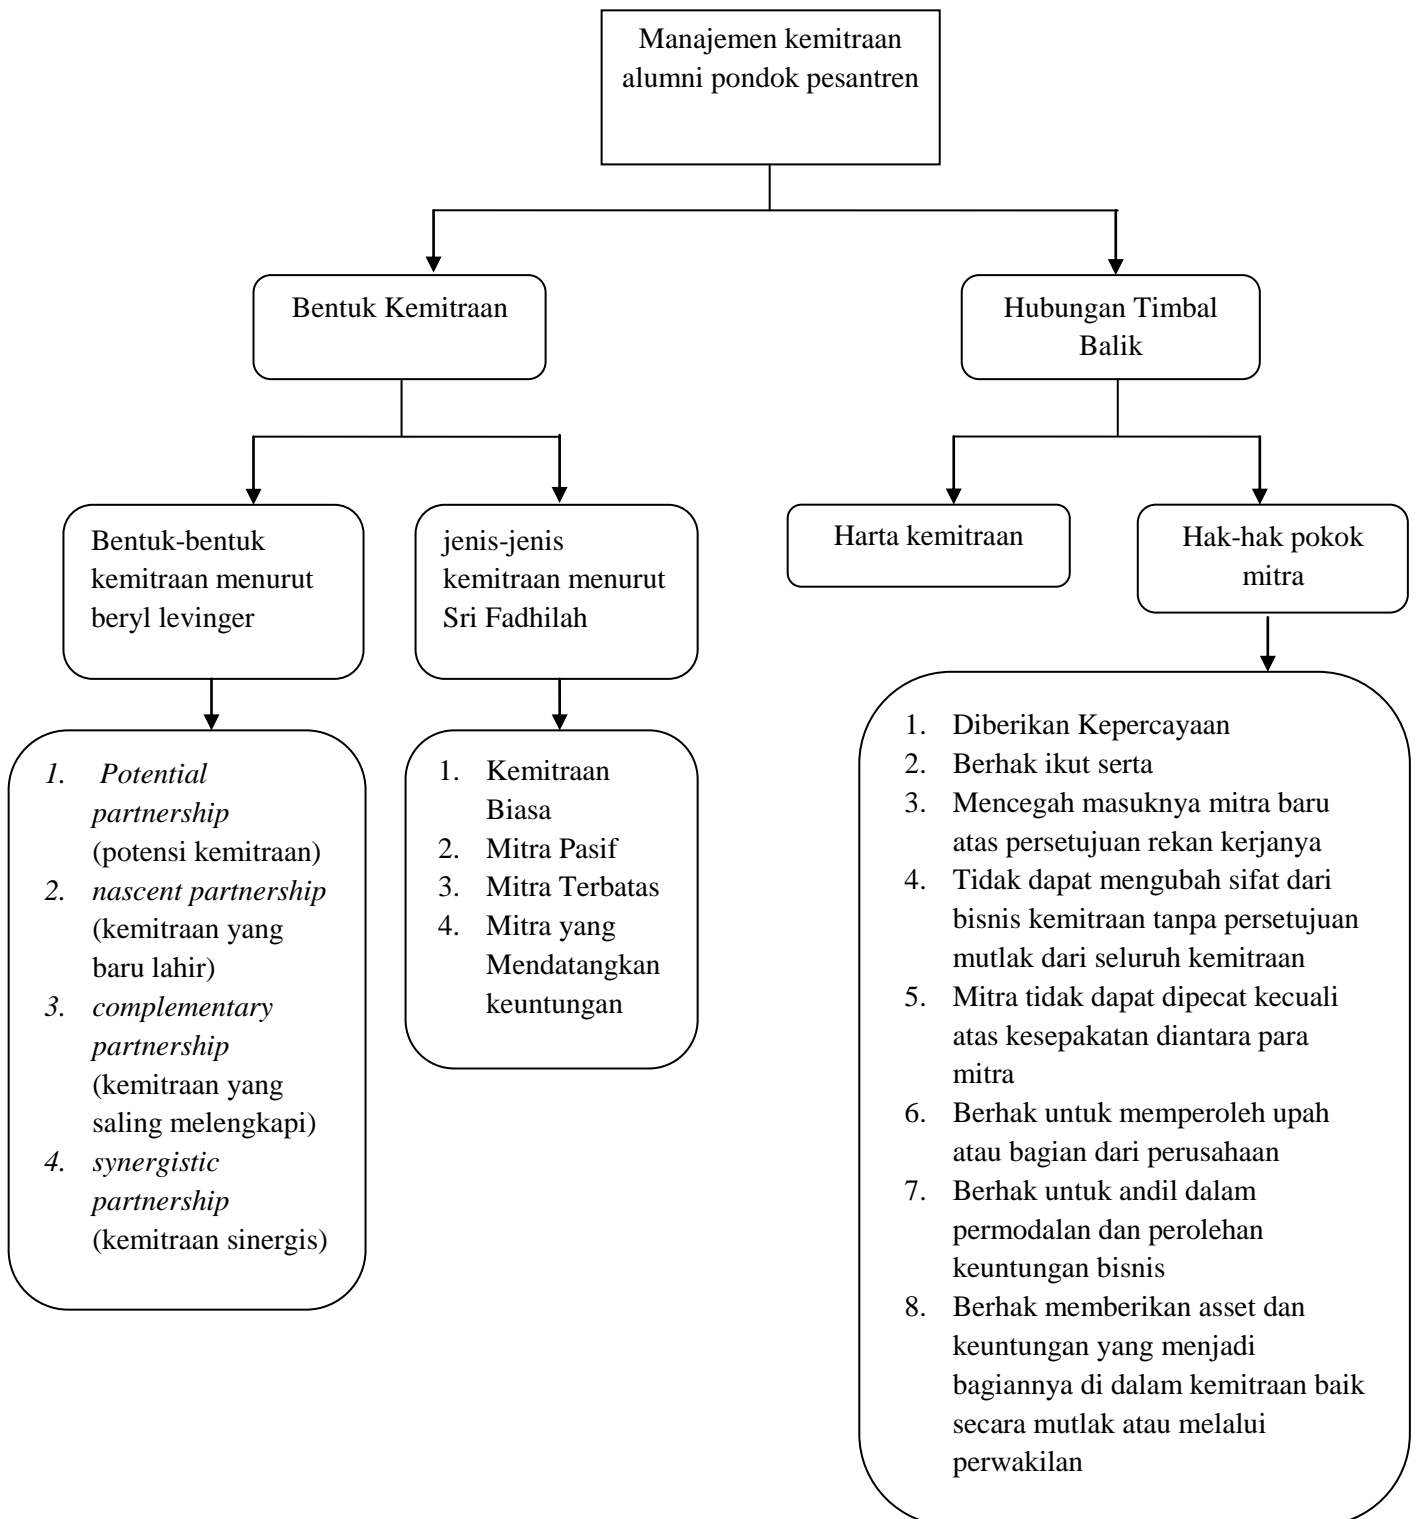 Manajemen kemitraan
alumni pondok pesantren
Bentuk Kemitraan
Hubungan Timbal
Balik
Bentuk-bentuk
kemitraan menurut
beryl levinger
jenis-jenis
kemitraan menurut
Sri Fadhilah
Harta kemitraan
Hak-hak pokok
mitra
1. Potential
partnership
(potensi kemitraan)
2. nascent partnership
(kemitraan yang
baru lahir)
3. complementary
partnership
(kemitraan yang
saling melengkapi)
4. synergistic
partnership
(kemitraan sinergis)
1. Kemitraan
Biasa
2. Mitra Pasif
3. Mitra Terbatas
4. Mitra yang
Mendatangkan
keuntungan
1. Diberikan Kepercayaan
2. Berhak ikut serta
3. Mencegah masuknya mitra baru
atas persetujuan rekan kerjanya
4. Tidak dapat mengubah sifat dari
bisnis kemitraan tanpa persetujuan
mutlak dari seluruh kemitraan
5. Mitra tidak dapat dipecat kecuali
atas kesepakatan diantara para
mitra
6. Berhak untuk memperoleh upah
atau bagian dari perusahaan
7. Berhak untuk andil dalam
permodalan dan perolehan
keuntungan bisnis
8. Berhak memberikan asset dan
keuntungan yang menjadi
bagiannya di dalam kemitraan baik
secara mutlak atau melalui
perwakilan